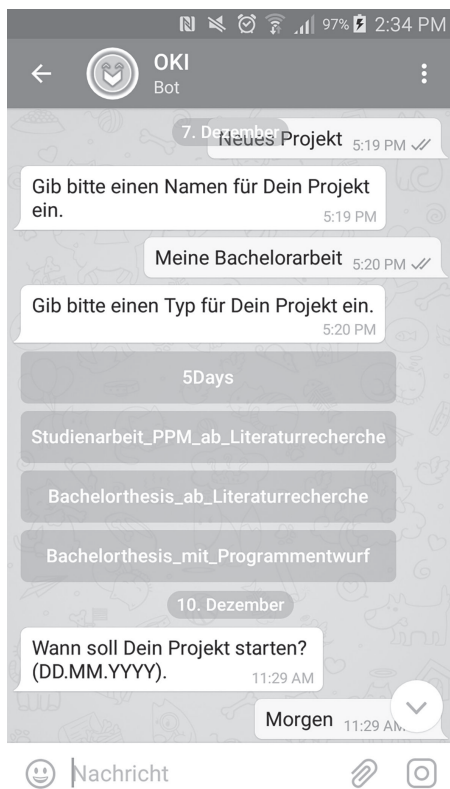 97% 2:34 PM
OKI
Bot
7. Dezember
Neues Projekt 5:19 PM
Gib bitte einen Namen für Dein Projekt
ein.
5:19 PM
Meine Bachelorarbeit 5:20 PM
Gib bitte einen Typ für Dein Projekt ein.
5:20 PM
5Days
Studienarbeit_PPM_ab_Literaturrecherche
Bachelorthesis_ab_Literaturrecherche
Bachelorthesis_mit_Programmentwurf
10. Dezember
Wann soll Dein Projekt starten?
(DD.MM.YYYY). 11:29 AM
Morgen 11:29 AM
Nachricht